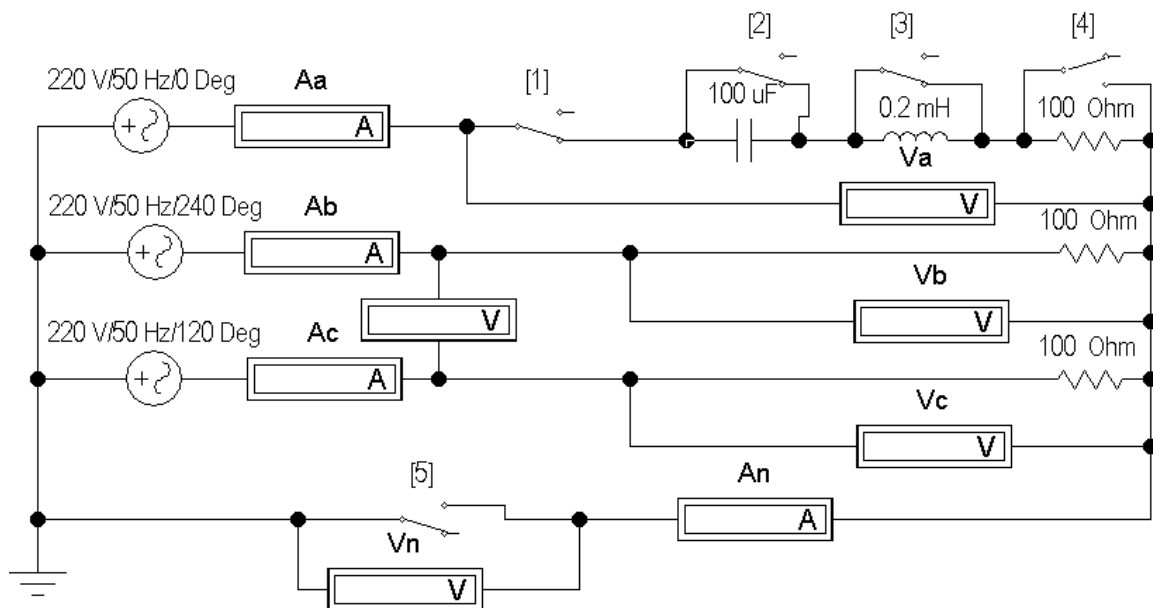 [2]
[3]
[4]
220 V/50 Hz/0 Deg
Aa
[1]
100 uF
0.2 mH
100 Ohm
A
Va
V
220 V/50 Hz/240 Deg
Ab
100 Ohm
A
Vb
V
V
220 V/50 Hz/120 Deg
Ac
100 Ohm
A
Vc
V
[5]
An
A
Vn
V